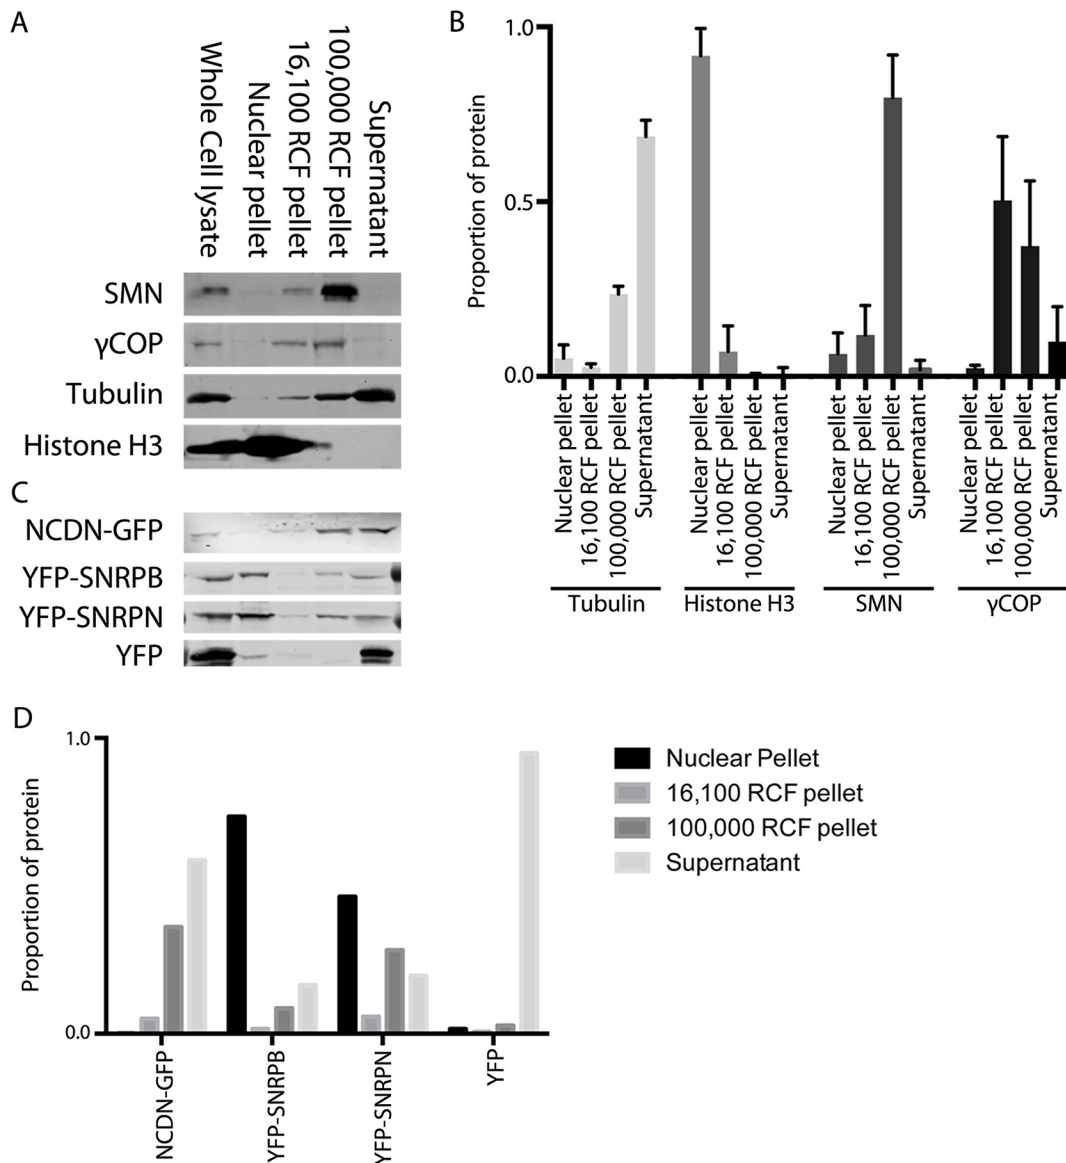 A
Whole Cell lysate
Nuclear pellet
16,100 RCF pellet
100,000 RCF pellet
Supernatant
SMN
γCOP
Tubulin
Histone H3
B
Proportion of protein
1.0
0.5
0.0
Nuclear pellet
16,100 RCF pellet
100,000 RCF pellet
Supernatant
Nuclear pellet
16,100 RCF pellet
100,000 RCF pellet
Supernatant
Nuclear pellet
16,100 RCF pellet
100,000 RCF pellet
Supernatant
Nuclear pellet
16,100 RCF pellet
100,000 RCF pellet
Supernatant
Tubulin
Histone H3
SMN
γCOP
C
NCDN-GFP
YFP-SNRPB
YFP-SNRPN
YFP
D
Proportion of protein
1.0
0.0
NCDN-GFP
YFP-SNRPB
YFP-SNRPN
YFP
Nuclear Pellet
16,100 RCF pellet
100,000 RCF pellet
Supernatant